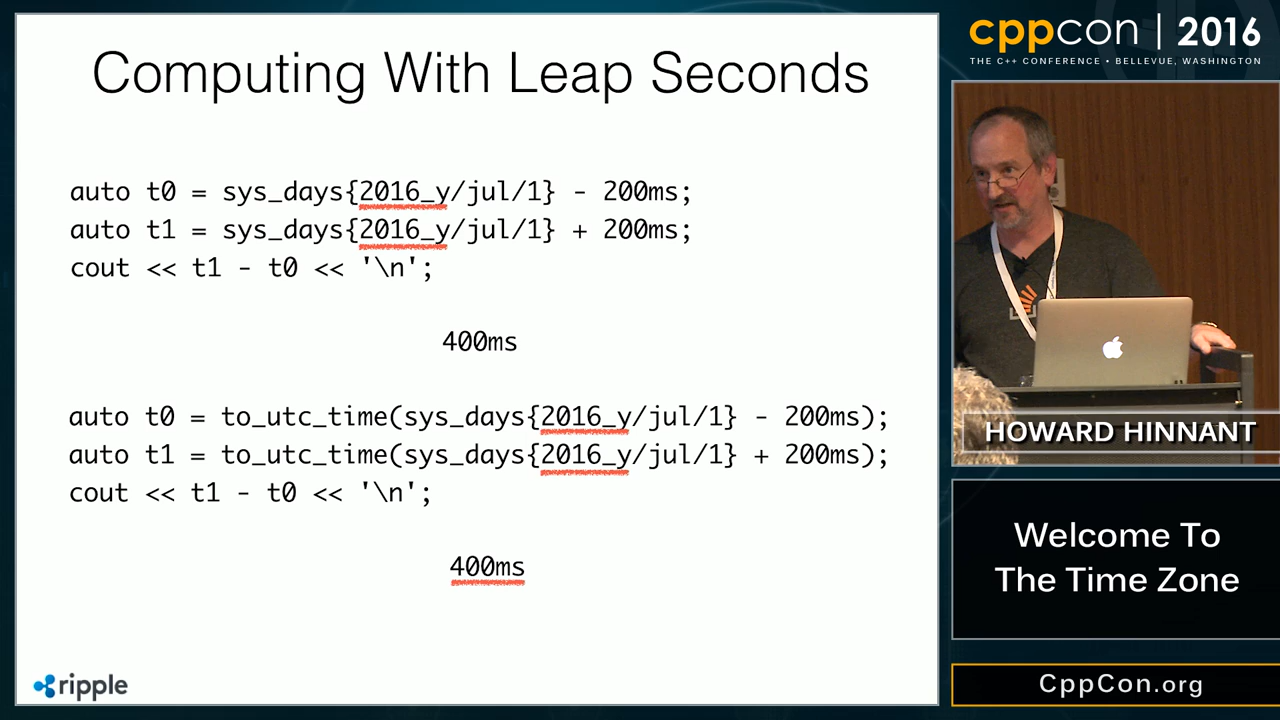 Computing With Leap Seconds
auto t0 = sys_days{2016_y/jul/1} - 200ms;
auto t1 = sys_days{2016_y/jul/1} + 200ms;
cout << t1 - t0 << '\n';
400ms
auto t0 = to_utc_time(sys_days{2016_y/jul/1} - 200ms);
auto t1 = to_utc_time(sys_days{2016_y/jul/1} + 200ms);
cout << t1 - t0 << '\n';
400ms
ripple
cppcon | 2016
THE C++ CONFERENCE • BELLEVUE, WASHINGTON
HOWARD HINNANT
Welcome To
The Time Zone
CppCon.org